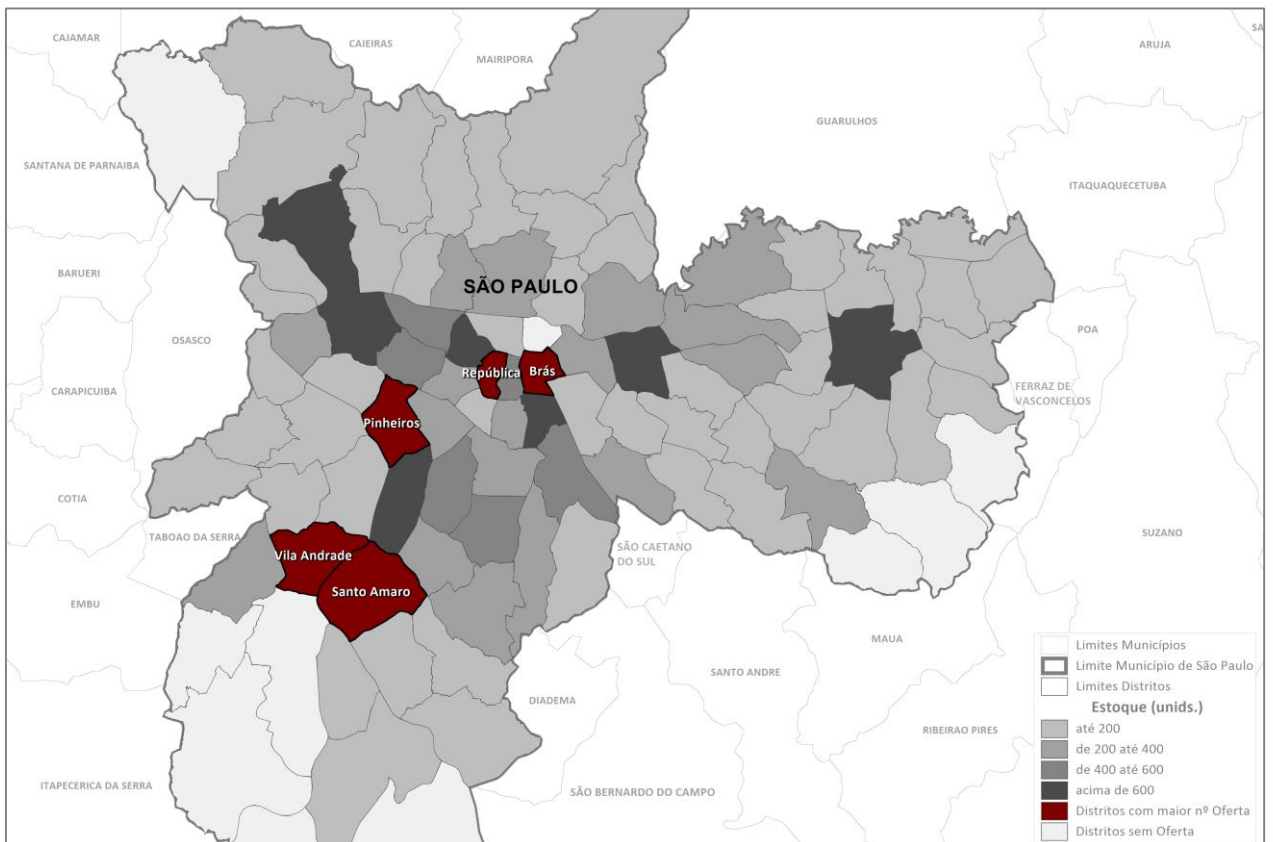 CAJAMAR
CAIEIRAS
MAIRIPORA
ARUJA
SA
GUARULHOS
SANTANA DE PARNAIBA
ITAQUAQUECETUBA
BARUERI
SÃO PAULO
OSASCO
POA
República
Brás
CARAPICUIBA
FERRAZ DE
VASCONCELOS
Pinheiros
COTIA
TABOAO DA SERRA
SUZANO
SÃO CAETANO
DO SUL
Vila Andrade
Santo Amaro
EMBU
MAUA
SANTO ANDRE
DIADEMA
RIBEIRAO PIRES
ITAPECERICA DA SERRA
SÃO BERNARDO DO CAMPO
Limites Municípios
Limite Município de São Paulo
Limites Distritos
Estoque (unids.)
até 200
de 200 até 400
de 400 até 600
acima de 600
Distritos com maior nº Oferta
Distritos sem Oferta